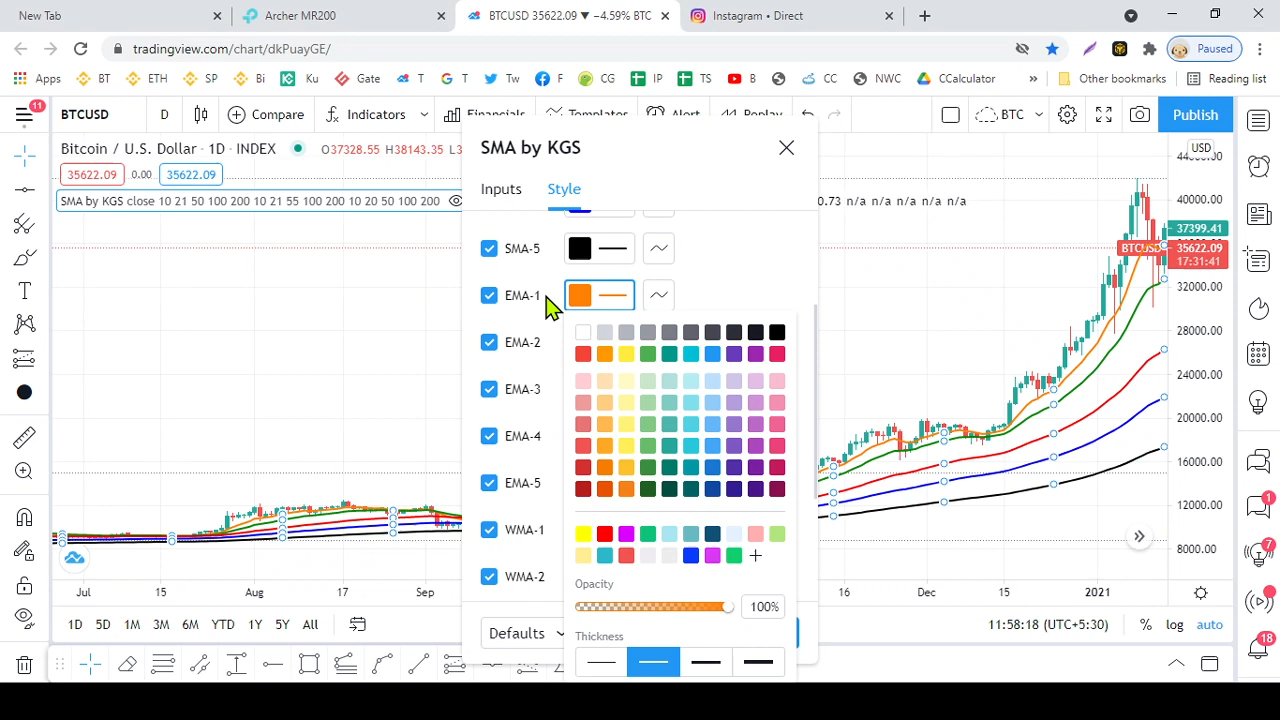 New Tab
Archer MR200
BTCUSD 35622.09 ▼ −4.59% BTC
Instagram • Direct
tradingview.com/chart/dkPuayGE/
Paused
Apps
BT
ETH
SP
Bi
Ku
Gate
T
T
Tw
F
CG
IP
TS
B
CC
NWC
CCalculator
»
Other bookmarks
Reading list
11
BTCUSD
D
Compare
Indicators
Financials
Templates
Alert
Replay
BTC
Publish
Bitcoin / U.S. Dollar · 1D · INDEX
O37328.55 H38143.35 L3
35622.09
0.00
35622.09
SMA by KGS close 10 21 50 100 200 10 21 55 100 200 10 20 50 100 200
0.73 n/a n/a n/a n/a n/a
SMA by KGS
Inputs
Style
SMA-5
EMA-1
EMA-2
EMA-3
EMA-4
EMA-5
WMA-1
WMA-2
Opacity
100%
Thickness
Defaults
USD
40000.00
37399.41
BTCUSD
35622.09
17:31:41
32000.00
28000.00
24000.00
20000.00
16000.00
12000.00
8000.00
Jul
17
Aug
17
Sep
16
Dec
15
2021
1D
5D
1M
3M
6M
YTD
1Y
5Y
All
11:58:18 (UTC+5:30)
%
log
auto
1
7
18